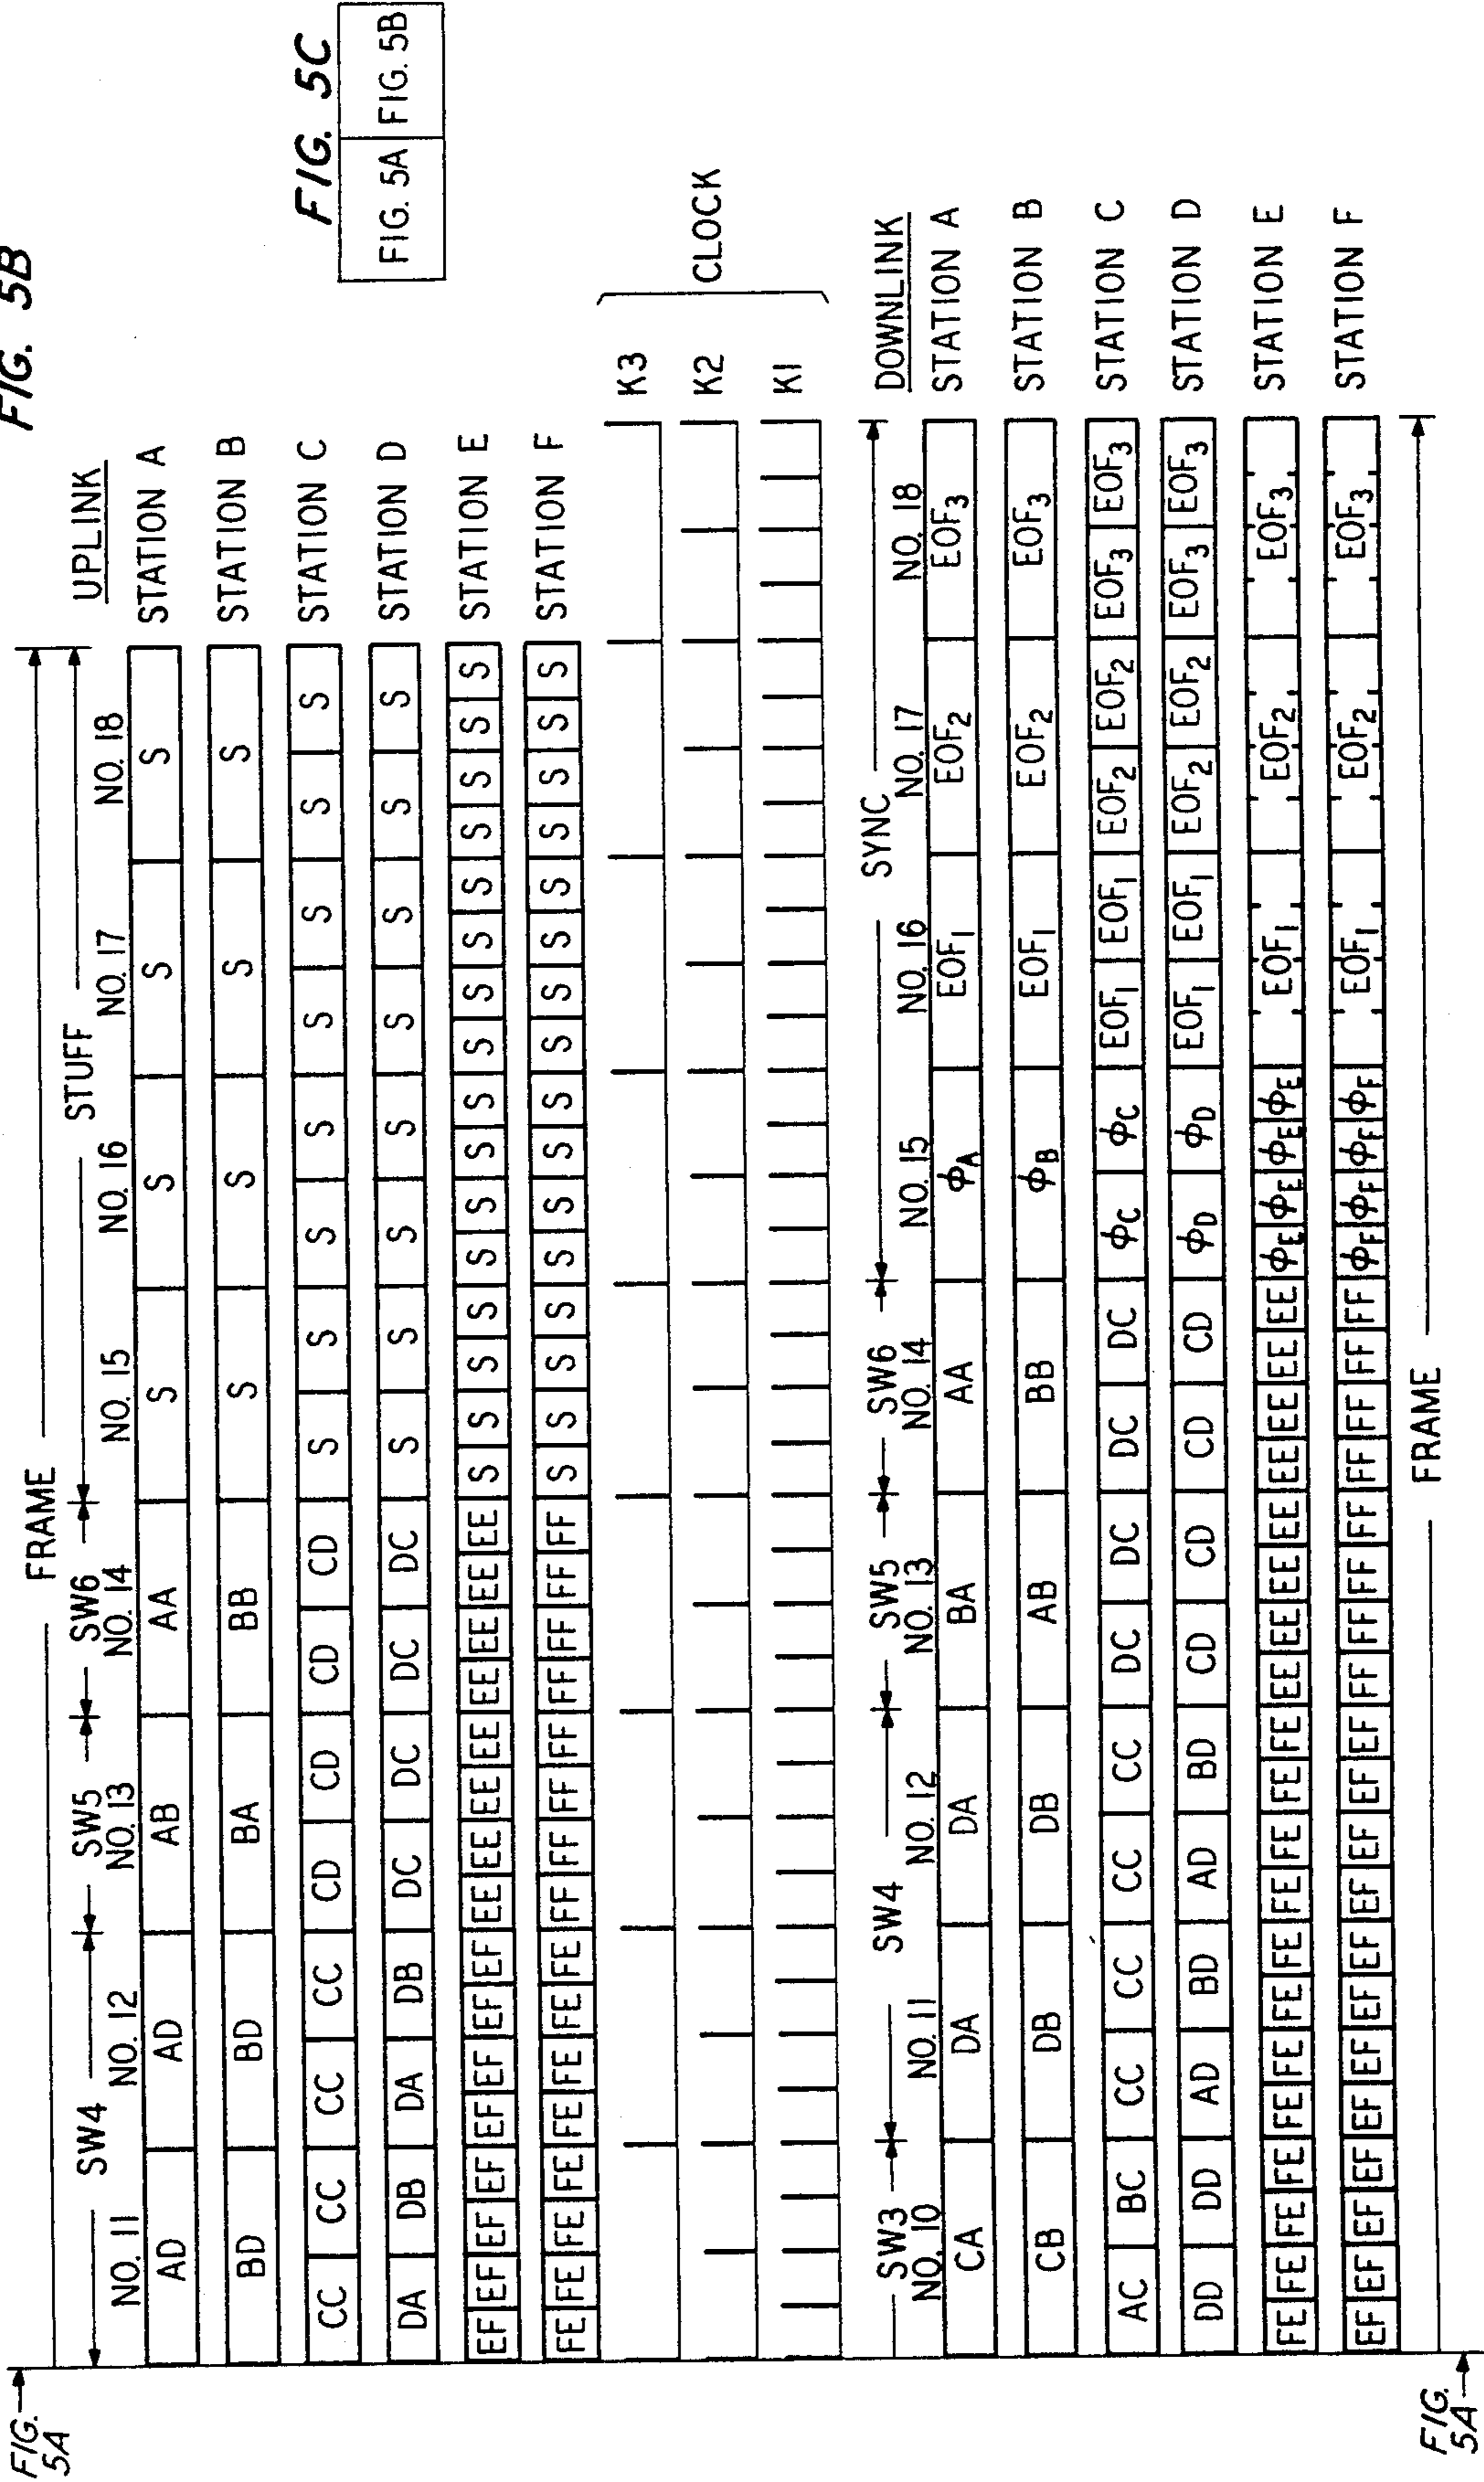 FIG. 5B
FIG. 5A
FRAME
SW4 SW5 SW6 STUFF
NO. 11 NO. 12 NO. 13 NO. 14 NO. 15 NO. 16 NO. 17 NO. 18 UPLINK
AD AD AB AA S S S S STATION A
BD BD BA BB S S S S STATION B
CC CC CC CC CD CD CD CD S S S S S S S S STATION C
DA DB DA DB DC DC DC DC S S S S S S S S STATION D
EF EF EF EF EF EF EF EF EE EE EE EE EE EE EE EE S S S S S S S S S S S S S S S S STATION E
FE FE FE FE FE FE FE FE FF FF FF FF FF FF FF FF S S S S S S S S S S S S S S S S STATION F
FIG. 5C
FIG. 5A FIG. 5B
K3
K2
K1
CLOCK
SW3 SW4 SW5 SW6 SYNC
NO. 10 NO. 11 NO. 12 NO. 13 NO. 14 NO. 15 NO. 16 NO. 17 NO. 18 DOWNLINK
CA DA DA BA AA ϕA EOF1 EOF2 EOF3 STATION A
CB DB DB AB BB ϕB EOF1 EOF2 EOF3 STATION B
AC BC CC CC CC CC DC DC DC DC ϕC ϕC EOF1 EOF1 EOF2 EOF2 EOF3 EOF3 STATION C
DD DD AD BD AD BD CD CD CD CD ϕD ϕD EOF1 EOF1 EOF2 EOF2 EOF3 EOF3 STATION D
FE FE FE FE FE FE FE FE FE FE FE FE EE EE EE EE EE EE EE EE ϕE ϕE ϕE ϕE EOF1 EOF2 EOF3 STATION E
EF EF EF EF EF EF EF EF EF EF EF EF FF FF FF FF FF FF FF FF ϕF ϕF ϕF ϕF EOF1 EOF2 EOF3 STATION F
FRAME
FIG. 5A